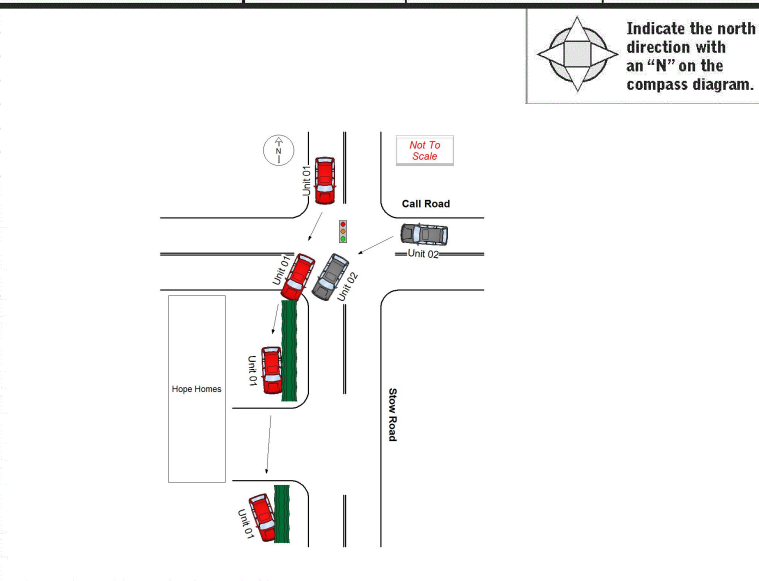 Indicate the north
direction with
an “N” on the
compass diagram.
N
Not To
Scale
Unit 01
Call Road
Unit 02
Unit 01
Unit 02
Unit 01
Hope Homes
Stow Road
Unit 01